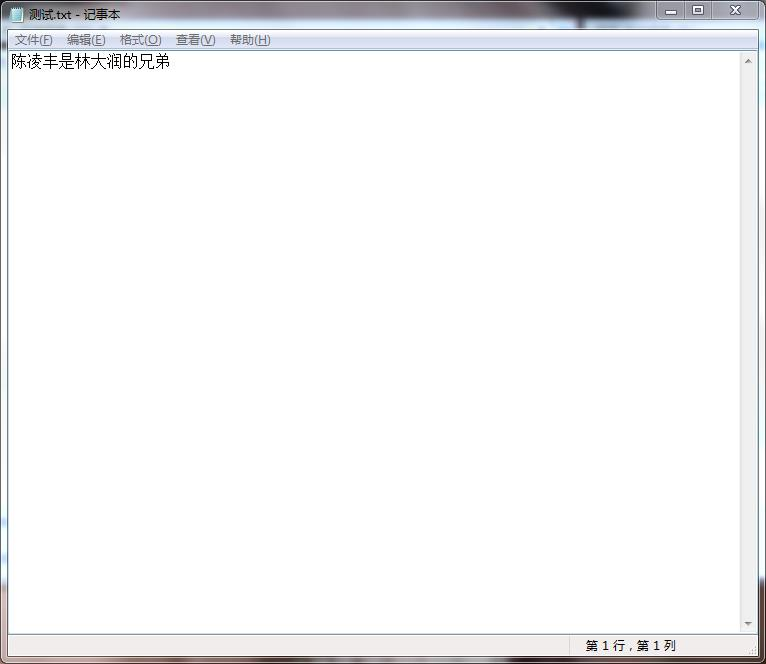 测试.txt - 记事本
文件(F) 编辑(E) 格式(O) 查看(V) 帮助(H)
陈凌丰是林大润的兄弟
第 1 行，第 1 列